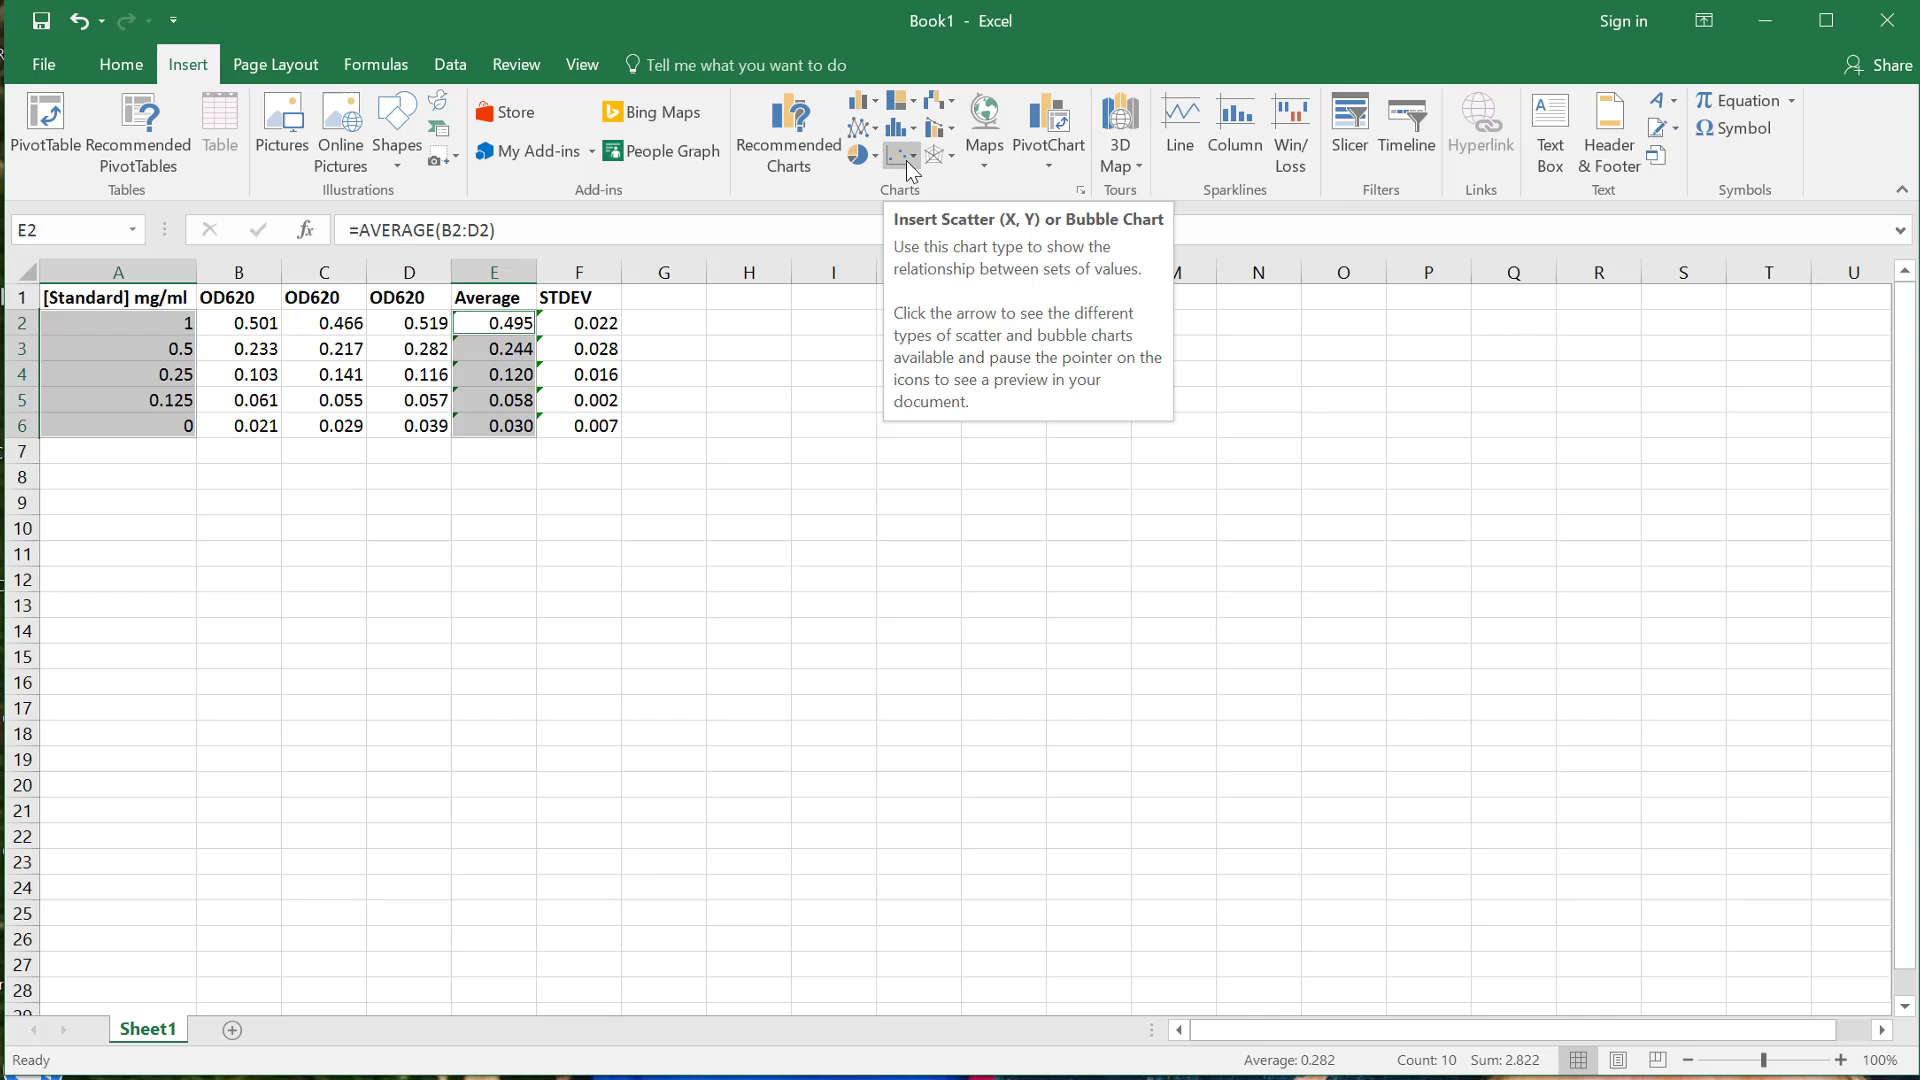 Book1 - Excel
Sign in
File Home Insert Page Layout Formulas Data Review View Tell me what you want to do Share
PivotTable
Recommended
PivotTables
Table
Tables
Pictures
Online
Pictures
Shapes
Illustrations
Store
My Add-ins
Bing Maps
People Graph
Add-ins
Recommended
Charts
Maps
PivotChart
Charts
3D
Map
Tours
Line
Column
Win/
Loss
Sparklines
Slicer
Timeline
Filters
Hyperlink
Links
Text
Box
Header
& Footer
Text
π Equation
Ω Symbol
Symbols
E2 fx =AVERAGE(B2:D2)
Insert Scatter (X, Y) or Bubble Chart
Use this chart type to show the
relationship between sets of values.
Click the arrow to see the different
types of scatter and bubble charts
available and pause the pointer on the
icons to see a preview in your
document.
A B C D E F G H I M N O P Q R S T U
1 [Standard] mg/ml OD620 OD620 OD620 Average STDEV
2 1 0.501 0.466 0.519 0.495 0.022
3 0.5 0.233 0.217 0.282 0.244 0.028
4 0.25 0.103 0.141 0.116 0.120 0.016
5 0.125 0.061 0.055 0.057 0.058 0.002
6 0 0.021 0.029 0.039 0.030 0.007
7
8
9
10
11
12
13
14
15
16
17
18
19
20
21
22
23
24
25
26
27
28
29
Sheet1
Ready Average: 0.282 Count: 10 Sum: 2.822 100%